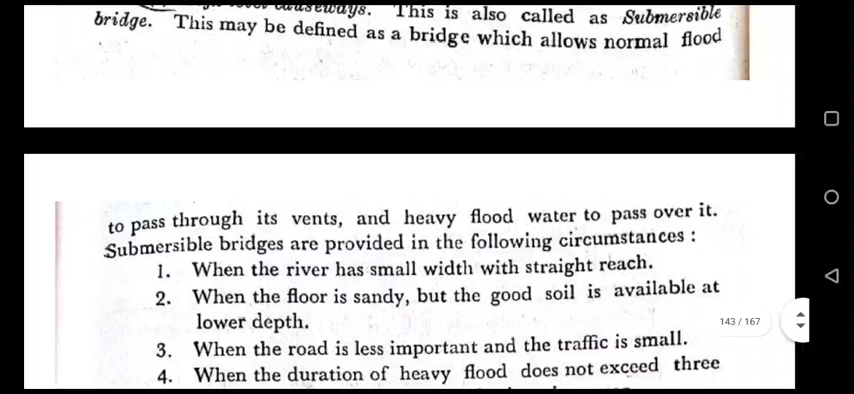 causeways. This is also called as Submersible
bridge. This may be defined as a bridge which allows normal flood
to pass through its vents, and heavy flood water to pass over it.
Submersible bridges are provided in the following circumstances :
1. When the river has small width with straight reach.
2. When the floor is sandy, but the good soil is available at
lower depth.
143 / 167
3. When the road is less important and the traffic is small.
4. When the duration of heavy flood does not exceed three